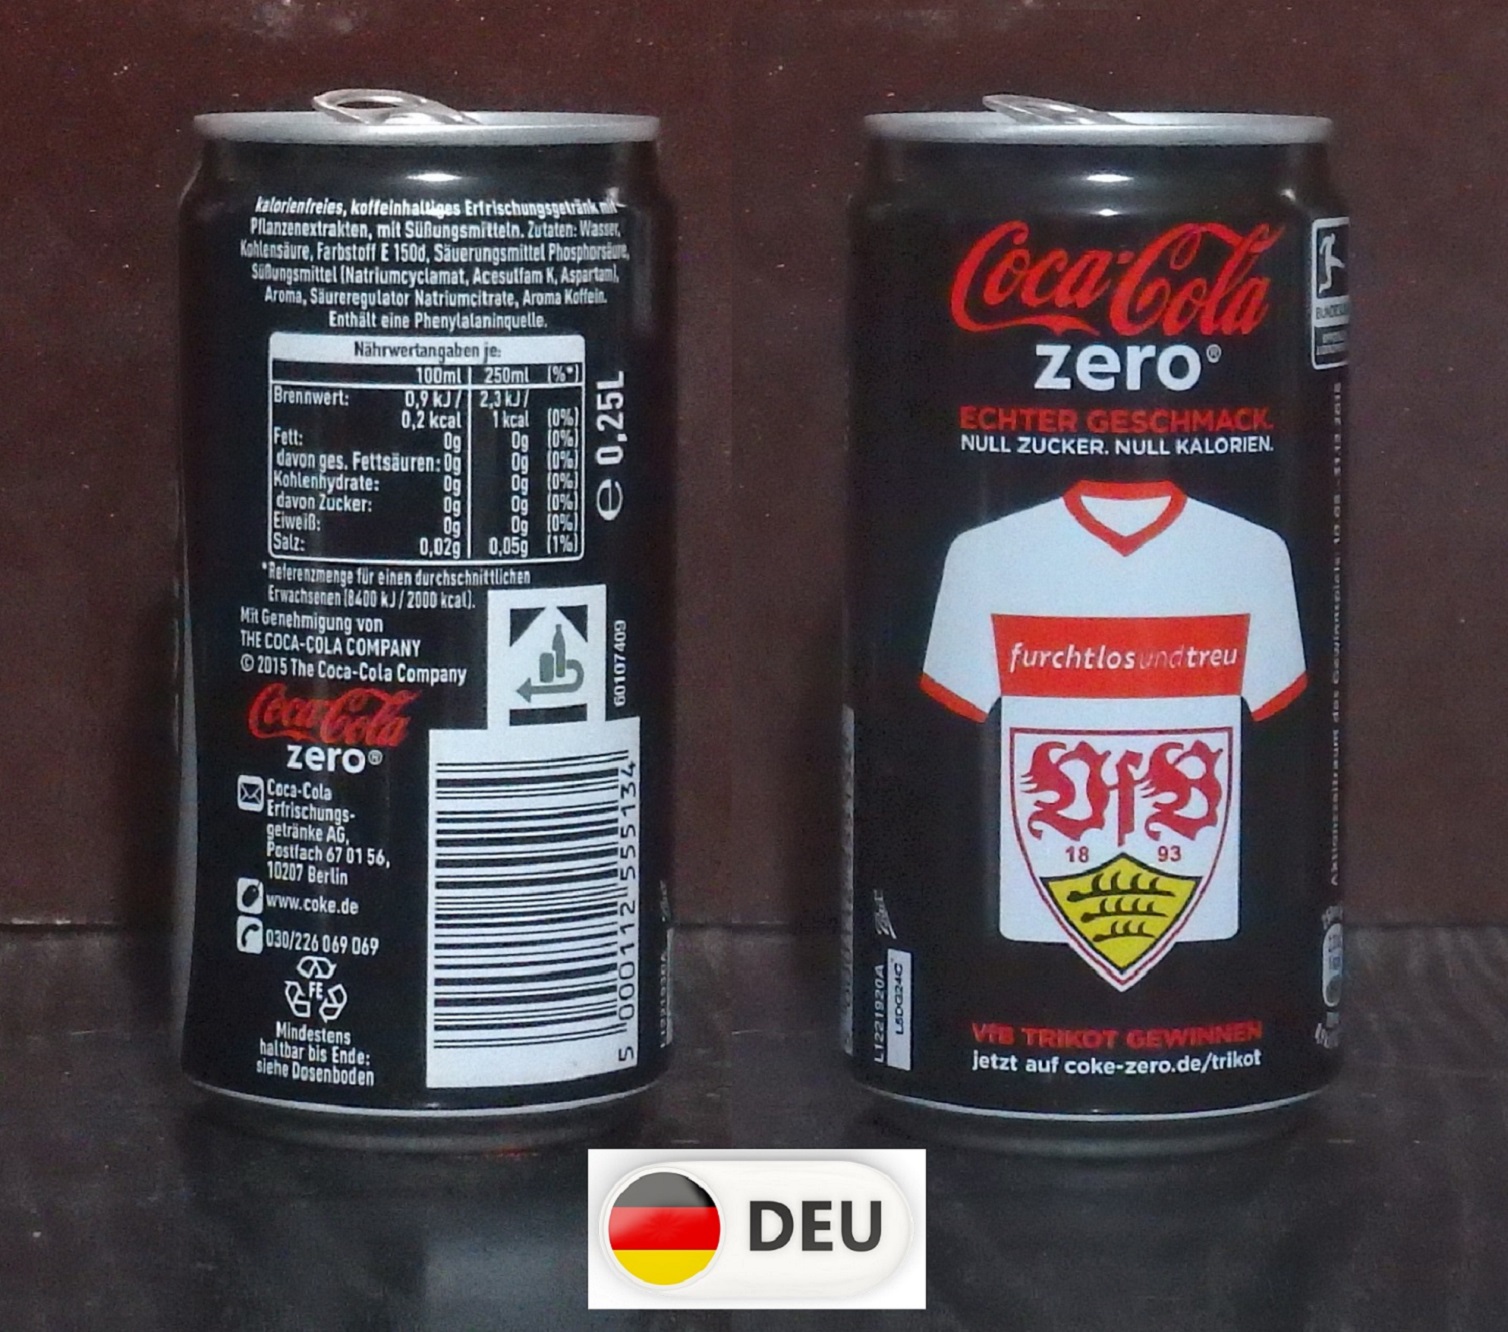 kalorienfreies, koffeinhaltiges Erfrischungsgetränk mit
Pflanzenextrakten, mit Süßungsmitteln. Zutaten: Wasser,
Kohlensäure, Farbstoff E 150d, Säuerungsmittel Phosphorsäure,
Süßungsmittel (Natriumcyclamat, Acesulfam K, Aspartam),
Aroma, Säureregulator Natriumcitrate, Aroma Koffein.
Enthält eine Phenylalaninquelle.
Nährwertangaben je:
100ml 250ml (%*)
Brennwert: 0,9 kJ/ 2,3 kJ/
0,2 kcal 1 kcal (0%)
Fett: 0g 0g (0%)
davon ges. Fettsäuren: 0g 0g (0%)
Kohlenhydrate: 0g 0g (0%)
davon Zucker: 0g 0g (0%)
Eiweiß: 0g 0g (0%)
Salz: 0,02g 0,05g (1%)
*Referenzmenge für einen durchschnittlichen
Erwachsenen (8400 kJ / 2000 kcal).
e 0,25L
Mit Genehmigung von
THE COCA-COLA COMPANY
© 2015 The Coca-Cola Company
60107409
Coca-Cola
zero®
Coca-Cola
Erfrischungs-
getränke AG,
Postfach 67 01 56,
10207 Berlin
www.coke.de
030/226 069 069
FE
Mindestens
haltbar bis Ende:
siehe Dosenboden
5 000112 555134
Coca-Cola
zero®
ECHTER GESCHMACK.
NULL ZUCKER. NULL KALORIEN.
furchtlosundtreu
VfB
18 93
VfB TRIKOT GEWINNEN
jetzt auf coke-zero.de/trikot
L1221920A
Aktionszeitraum des Gewinnspiels:
DEU